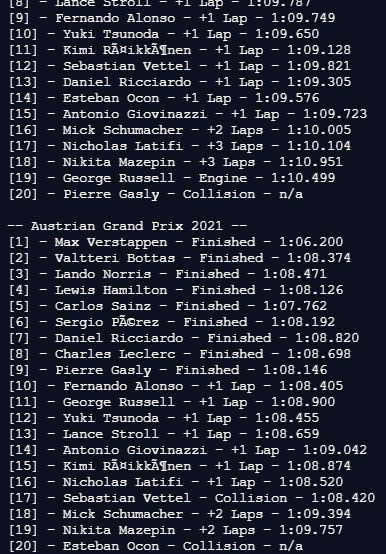 [8] - Lance Stroll - +1 Lap - 1:09.787
[9] - Fernando Alonso - +1 Lap - 1:09.749
[10] - Yuki Tsunoda - +1 Lap - 1:09.650
[11] - Kimi RÃ¤ikkÃ¶nen - +1 Lap - 1:09.128
[12] - Sebastian Vettel - +1 Lap - 1:09.821
[13] - Daniel Ricciardo - +1 Lap - 1:09.305
[14] - Esteban Ocon - +1 Lap - 1:09.576
[15] - Antonio Giovinazzi - +1 Lap - 1:09.723
[16] - Mick Schumacher - +2 Laps - 1:10.005
[17] - Nicholas Latifi - +3 Laps - 1:10.104
[18] - Nikita Mazepin - +3 Laps - 1:10.951
[19] - George Russell - Engine - 1:10.499
[20] - Pierre Gasly - Collision - n/a
-- Austrian Grand Prix 2021 --
[1] - Max Verstappen - Finished - 1:06.200
[2] - Valtteri Bottas - Finished - 1:08.374
[3] - Lando Norris - Finished - 1:08.471
[4] - Lewis Hamilton - Finished - 1:08.126
[5] - Carlos Sainz - Finished - 1:07.762
[6] - Sergio PÃ©rez - Finished - 1:08.192
[7] - Daniel Ricciardo - Finished - 1:08.820
[8] - Charles Leclerc - Finished - 1:08.698
[9] - Pierre Gasly - Finished - 1:08.146
[10] - Fernando Alonso - +1 Lap - 1:08.405
[11] - George Russell - +1 Lap - 1:08.900
[12] - Yuki Tsunoda - +1 Lap - 1:08.455
[13] - Lance Stroll - +1 Lap - 1:08.659
[14] - Antonio Giovinazzi - +1 Lap - 1:09.042
[15] - Kimi RÃ¤ikkÃ¶nen - +1 Lap - 1:08.874
[16] - Nicholas Latifi - +1 Lap - 1:08.520
[17] - Sebastian Vettel - Collision - 1:08.420
[18] - Mick Schumacher - +2 Laps - 1:09.394
[19] - Nikita Mazepin - +2 Laps - 1:09.757
[20] - Esteban Ocon - Collision - n/a